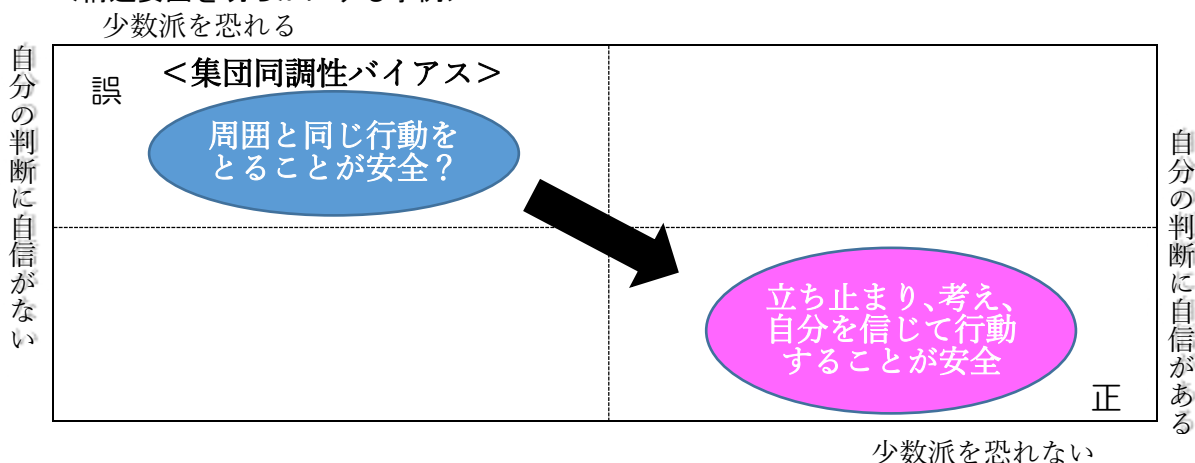 少数派を恐れる
自分の判断に自信がない
誤
＜集団同調性バイアス＞
周囲と同じ行動を
とることが安全？
自分の判断に自信がある
立ち止まり、考え、
自分を信じて行動
することが安全
正
少数派を恐れない